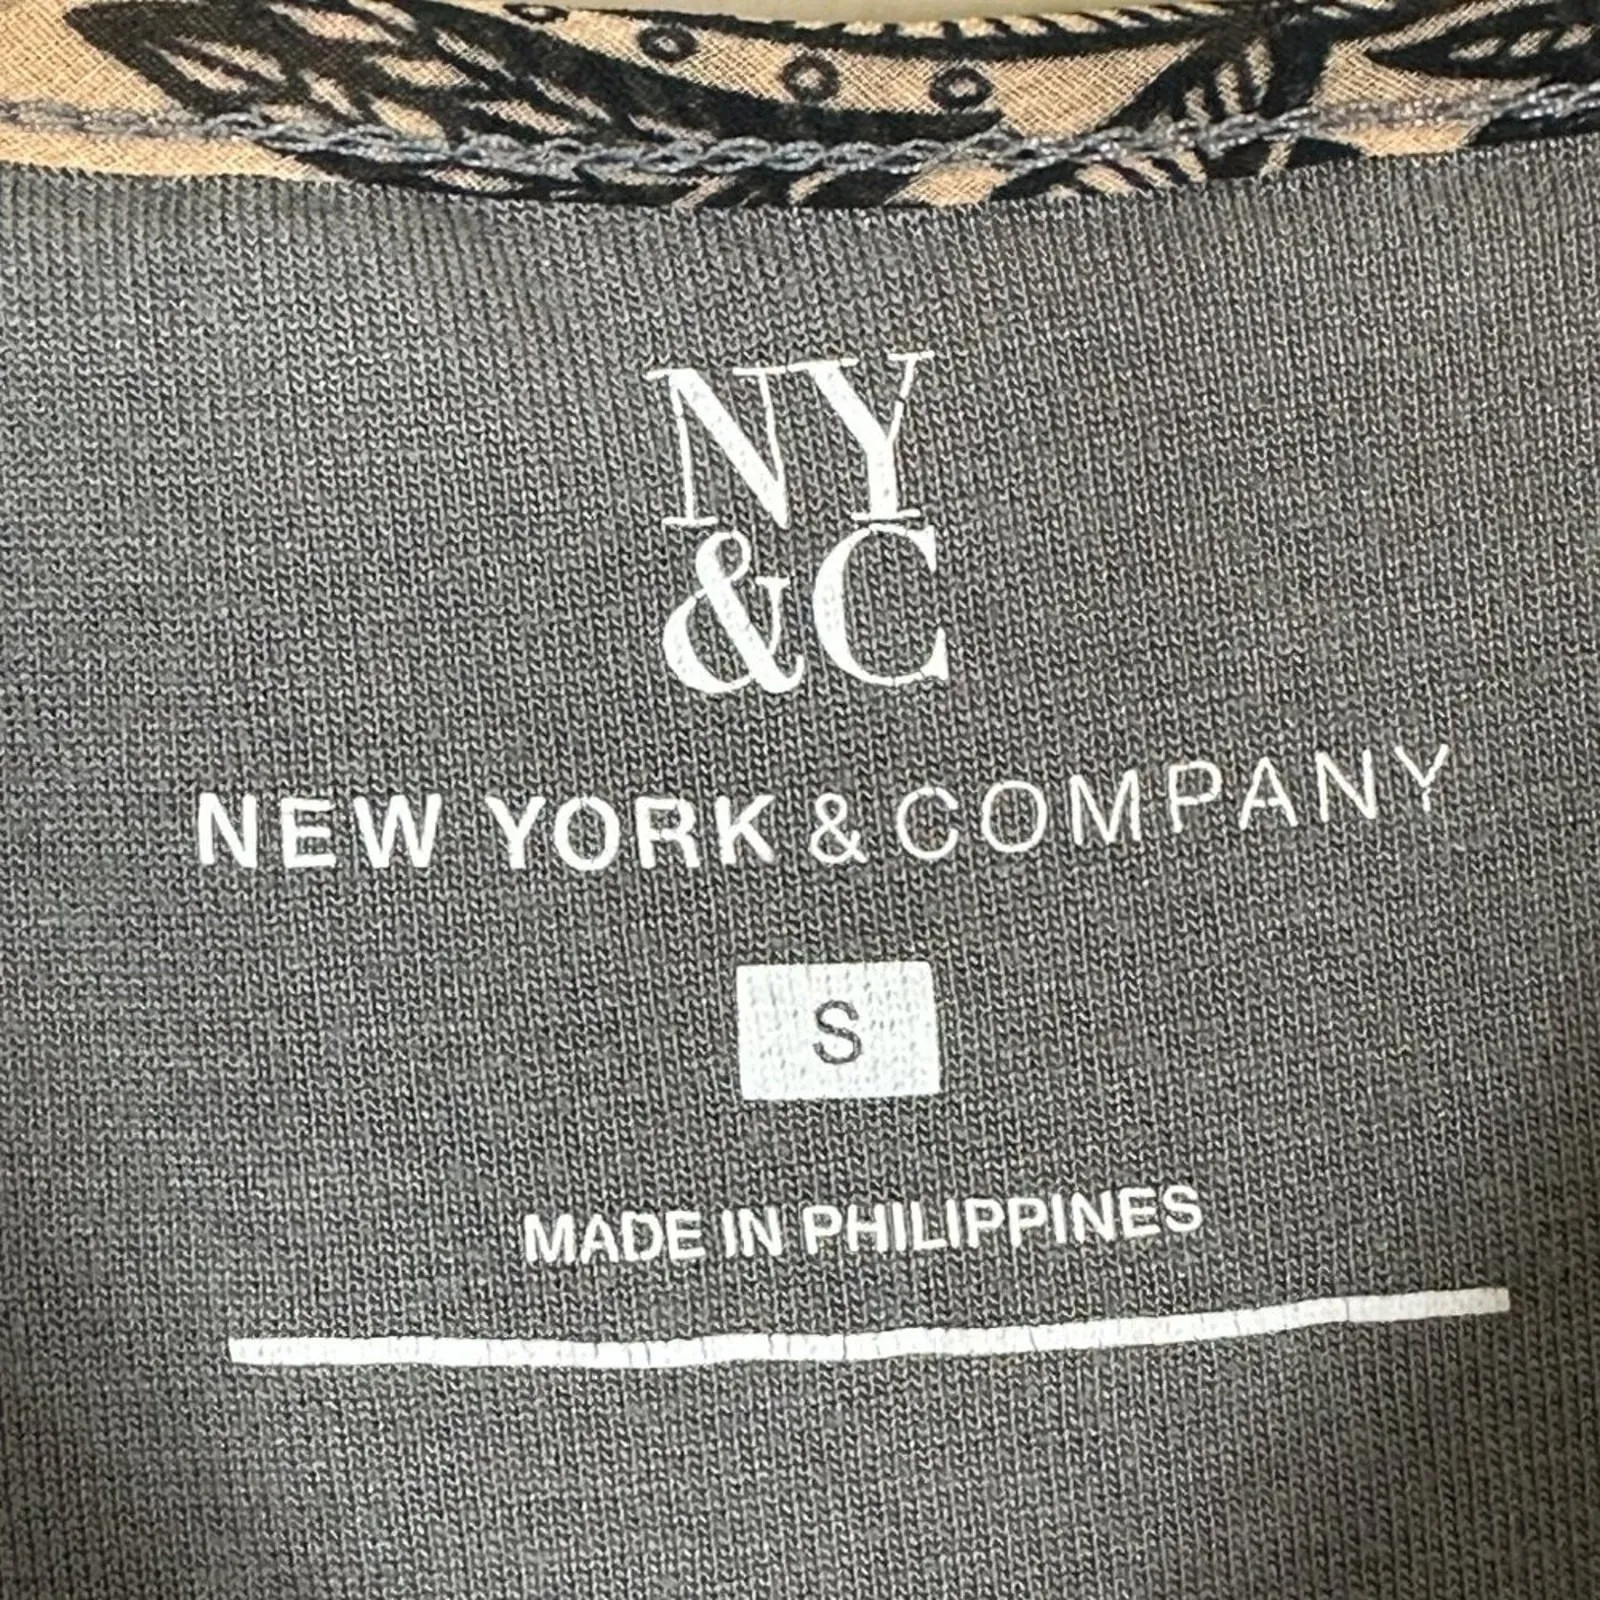 NY
&C
NEW YORK & COMPANY
S
MADE IN PHILIPPINES